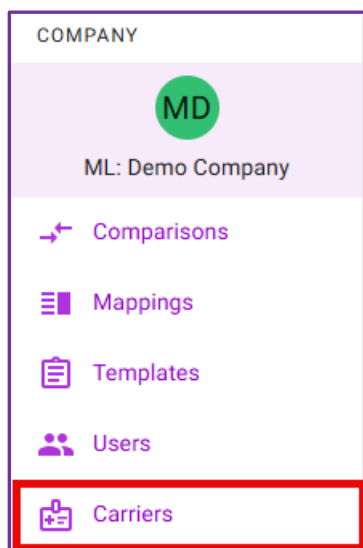 COMPANY
MD
ML: Demo Company
Comparisons
Mappings
Templates
Users
Carriers